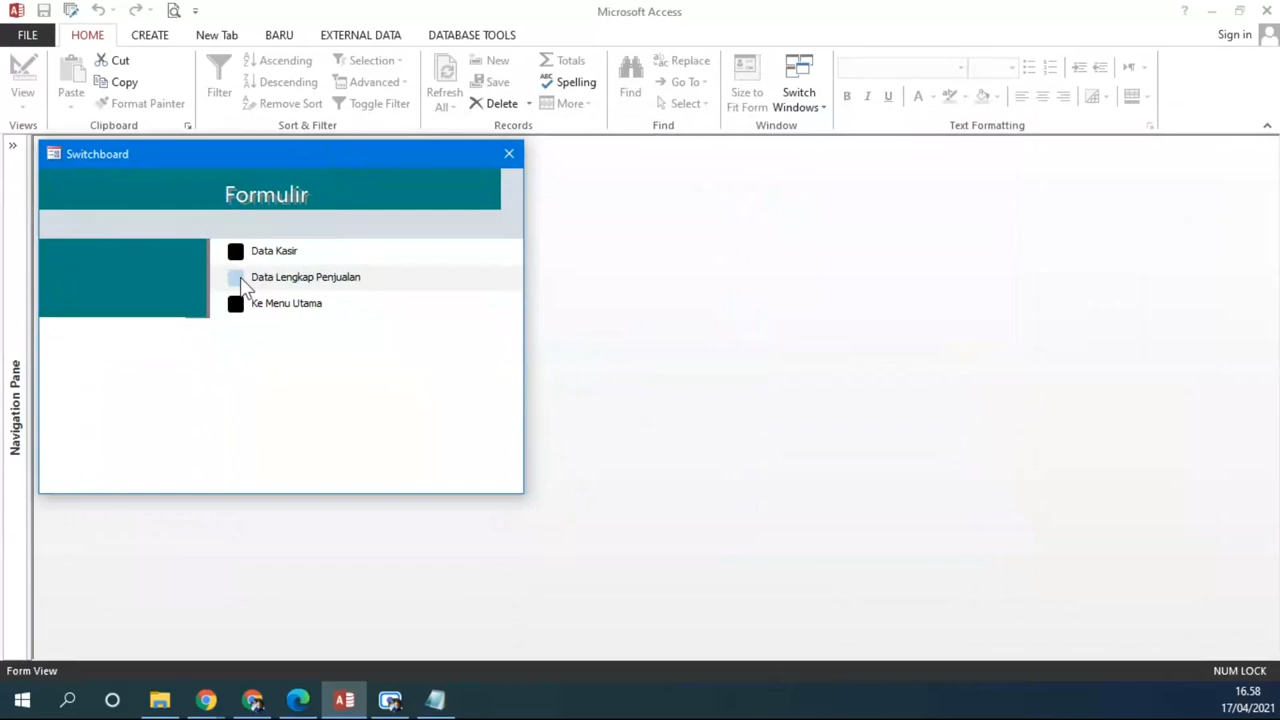 Microsoft Access
FILE
HOME
CREATE
New Tab
BARU
EXTERNAL DATA
DATABASE TOOLS
Sign in
View
Views
Paste
Cut
Copy
Format Painter
Clipboard
Filter
Ascending
Descending
Remove Sort
Selection
Advanced
Toggle Filter
Sort & Filter
Refresh All
New
Save
Delete
Totals
Spelling
More
Records
Find
Replace
Go To
Select
Find
Size to Fit Form
Switch Windows
Window
B I U A
Text Formatting
Switchboard
Formulir
Data Kasir
Data Lengkap Penjualan
Ke Menu Utama
Navigation Pane
Form View
NUM LOCK
16.58
17/04/2021